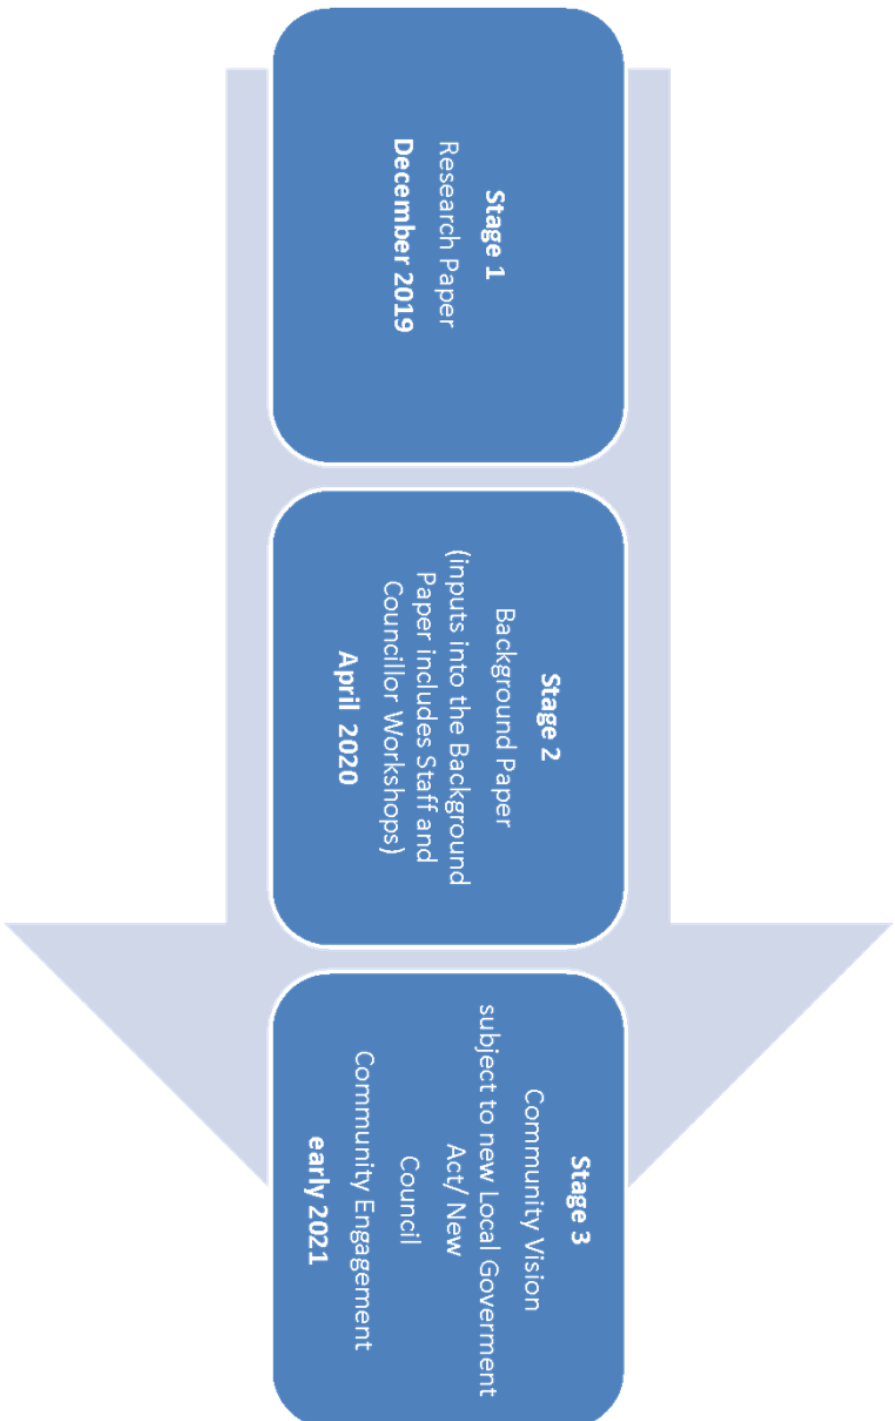 Stage 1
Research Paper
December 2019
Stage 2
Background Paper
(inputs into the Background
Paper includes Staff and
Councillor Workshops)
April 2020
Stage 3
Community Vision
subject to new Local Goverment
Act/ New
Council
Community Engagement
early 2021